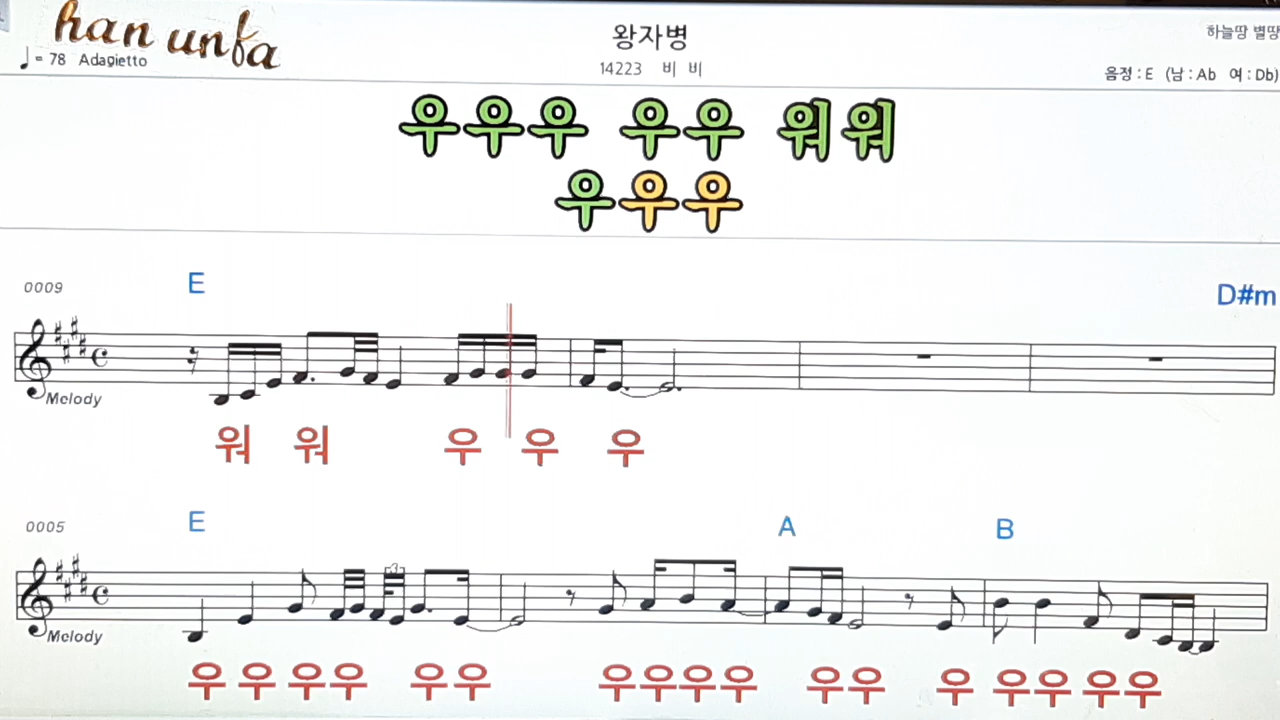 han unfa
왕자병
하늘땅 별땅
♩= 78 Adagietto
14223 비 비
음정 : E (남 : Ab 여 : Db)
우우우 우우 워워
우우우
0009 E D#m
Melody
워 워 우 우 우
0005 E A B
3
Melody
우 우 우 우 우 우 우 우 우 우 우 우 우 우 우 우 우